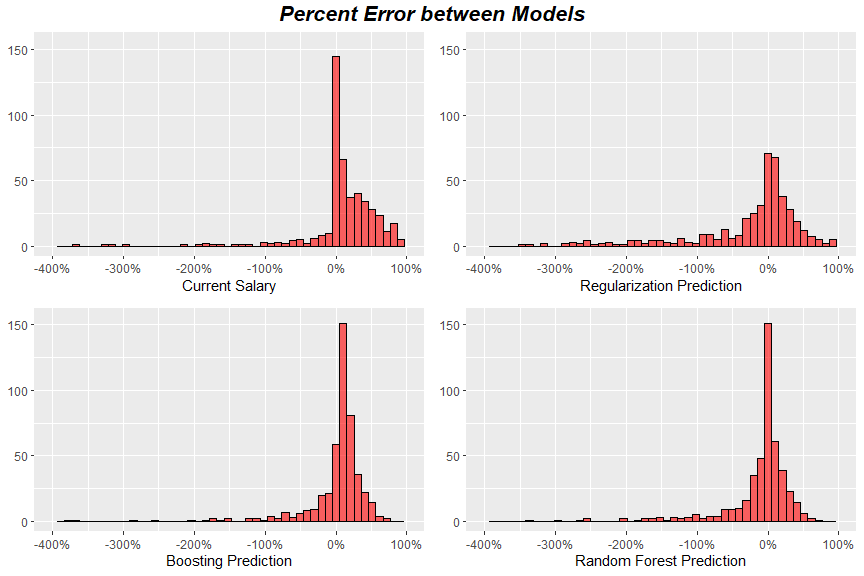 Percent Error between Models
150
100
50
0
-400% -300% -200% -100% 0% 100%
Current Salary
150
100
50
0
-400% -300% -200% -100% 0% 100%
Regularization Prediction
150
100
50
0
-400% -300% -200% -100% 0% 100%
Boosting Prediction
150
100
50
0
-400% -300% -200% -100% 0% 100%
Random Forest Prediction